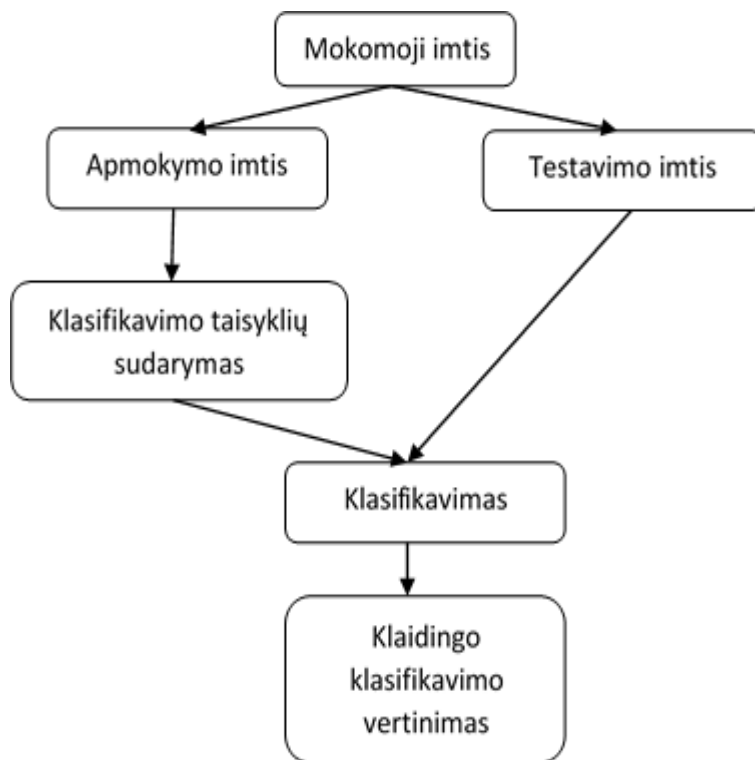 Mokomoji imtis
Apmokymo imtis
Testavimo imtis
Klasifikavimo taisyklių
sudarymas
Klasifikavimas
Klaidingo
klasifikavimo
vertinimas